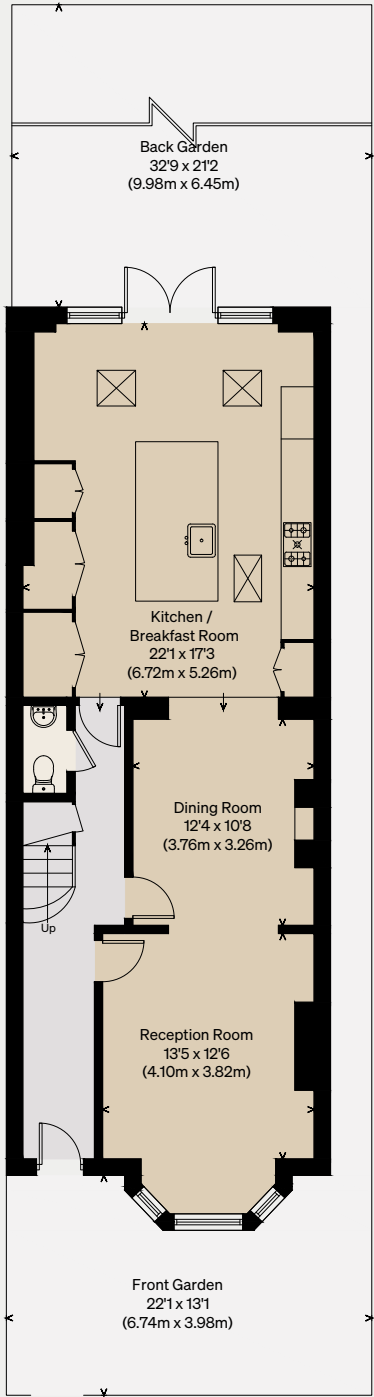 Back Garden
32'9 x 21'2
(9.98m x 6.45m)
Kitchen /
Breakfast Room
22'1 x 17'3
(6.72m x 5.26m)
Dining Room
12'4 x 10'8
(3.76m x 3.26m)
Up
Reception Room
13'5 x 12'6
(4.10m x 3.82m)
Front Garden
22'1 x 13'1
(6.74m x 3.98m)